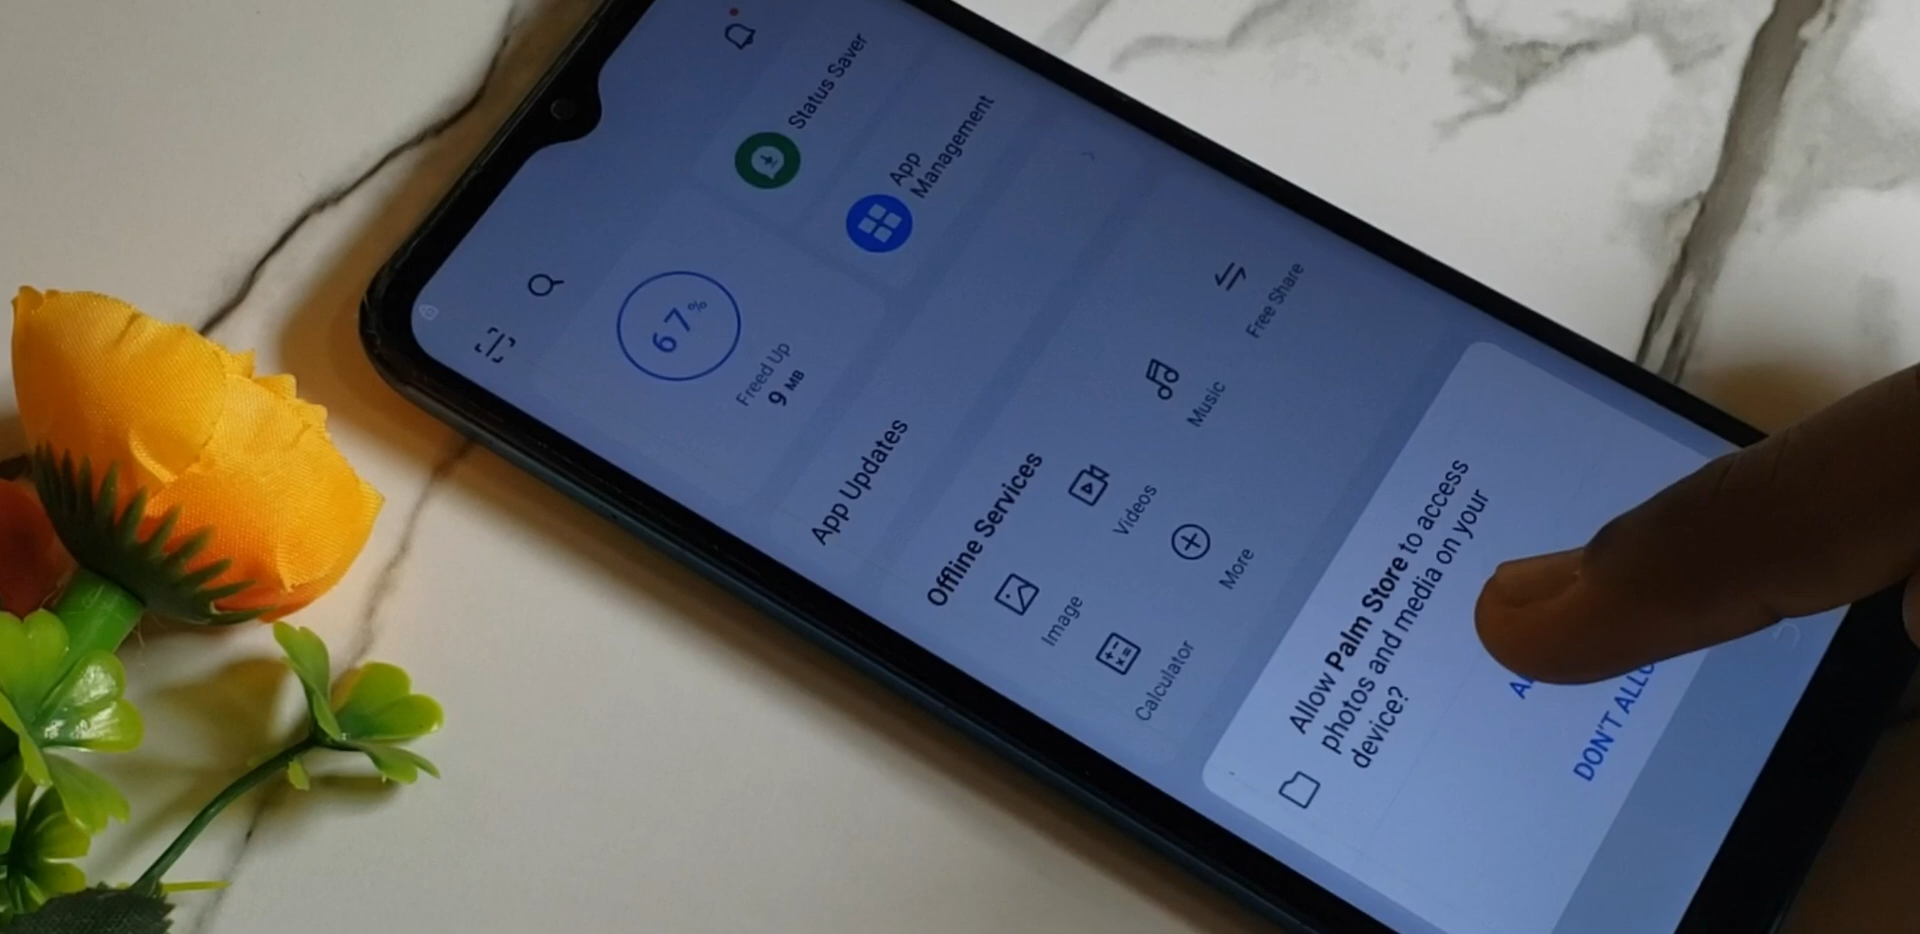 67%
Freed Up
9 MB
Status Saver
App
Management
App Updates
Offline Services
Image
Videos
Music
Free Share
Calculator
More
Allow Palm Store to access
photos and media on your
device?
DON'T